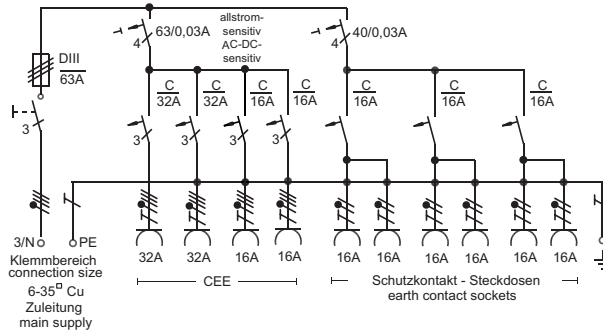 63/0,03A
4
allstrom-
sensitiv
AC-DC-
sensitiv
40/0,03A
4
DIII
63A
C
32A
C
32A
C
16A
C
16A
C
16A
C
16A
C
16A
3
3
3
3
3
3/N
PE
32A
32A
16A
16A
16A
16A
16A
16A
16A
16A
Klemmbereich
connection size
6-35□ Cu
Zuleitung
main supply
CEE
Schutzkontakt - Steckdosen
earth contact sockets